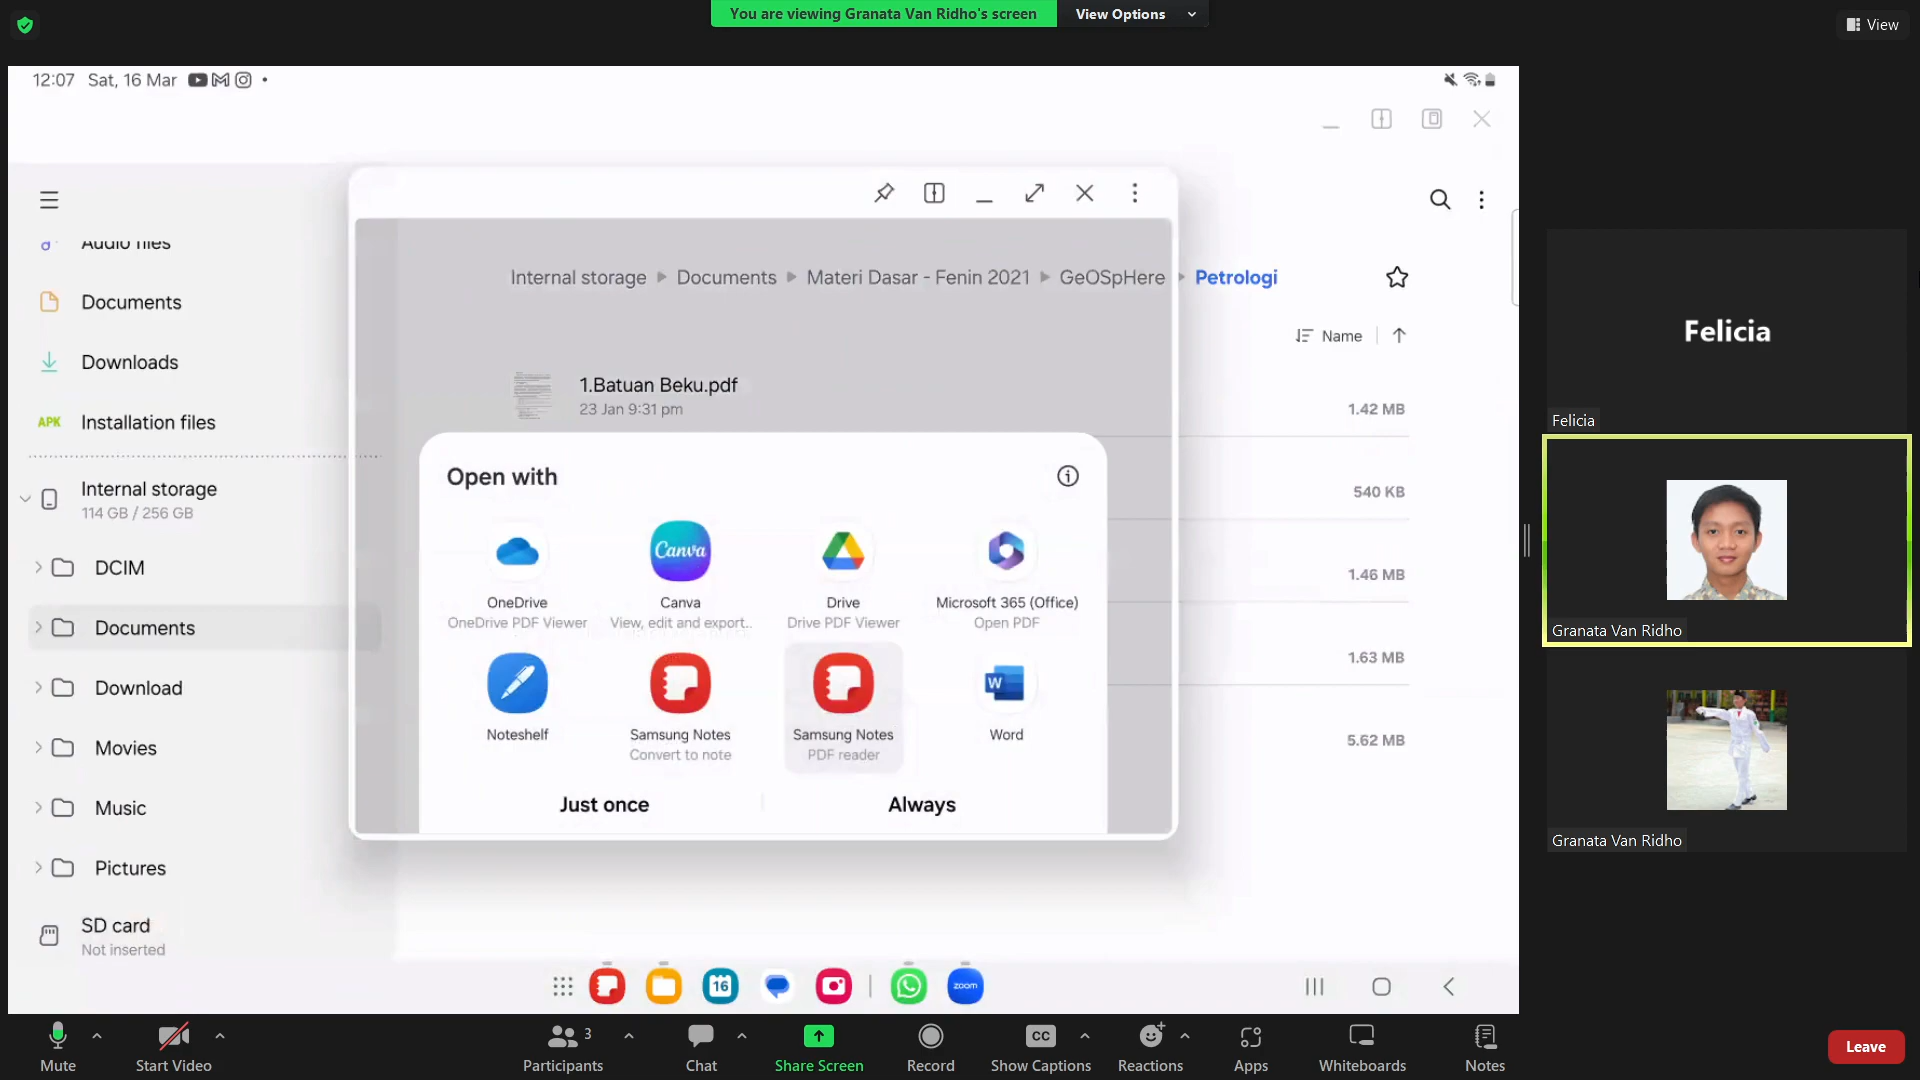 You are viewing Granata Van Ridho's screen
View Options
View
12:07 Sat, 16 Mar
Audio files
Documents
Downloads
APK Installation files
Internal storage
114 GB / 256 GB
DCIM
Documents
Download
Movies
Music
Pictures
SD card
Not inserted
Internal storage Documents Materi Dasar - Fenin 2021 GeOSpHere Petrologi
Name
1.Batuan Beku.pdf
23 Jan 9:31 pm
1.42 MB
540 KB
1.46 MB
1.63 MB
5.62 MB
Open with
Canva
OneDrive Canva Drive Microsoft 365 (Office)
OneDrive PDF Viewer View, edit and export.. Drive PDF Viewer Open PDF
W
Noteshelf Samsung Notes Samsung Notes Word
Convert to note PDF reader
Just once Always
16 zoom
Felicia
Felicia
Granata Van Ridho
Granata Van Ridho
3 CC
Mute Start Video Participants Chat Share Screen Record Show Captions Reactions Apps Whiteboards Notes
Leave